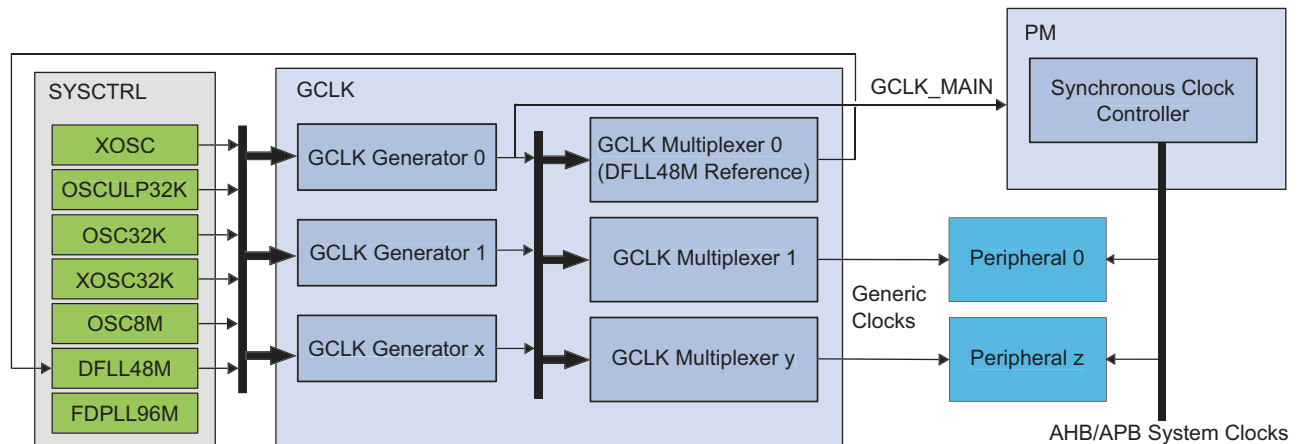 PM
SYSCTRL
GCLK
GCLK_MAIN
Synchronous Clock
Controller
XOSC
OSCULP32K
OSC32K
XOSC32K
OSC8M
DFLL48M
FDPLL96M
GCLK Generator 0
GCLK Generator 1
GCLK Generator x
GCLK Multiplexer 0
(DFLL48M Reference)
GCLK Multiplexer 1
GCLK Multiplexer y
Generic
Clocks
Peripheral 0
Peripheral z
AHB/APB System Clocks